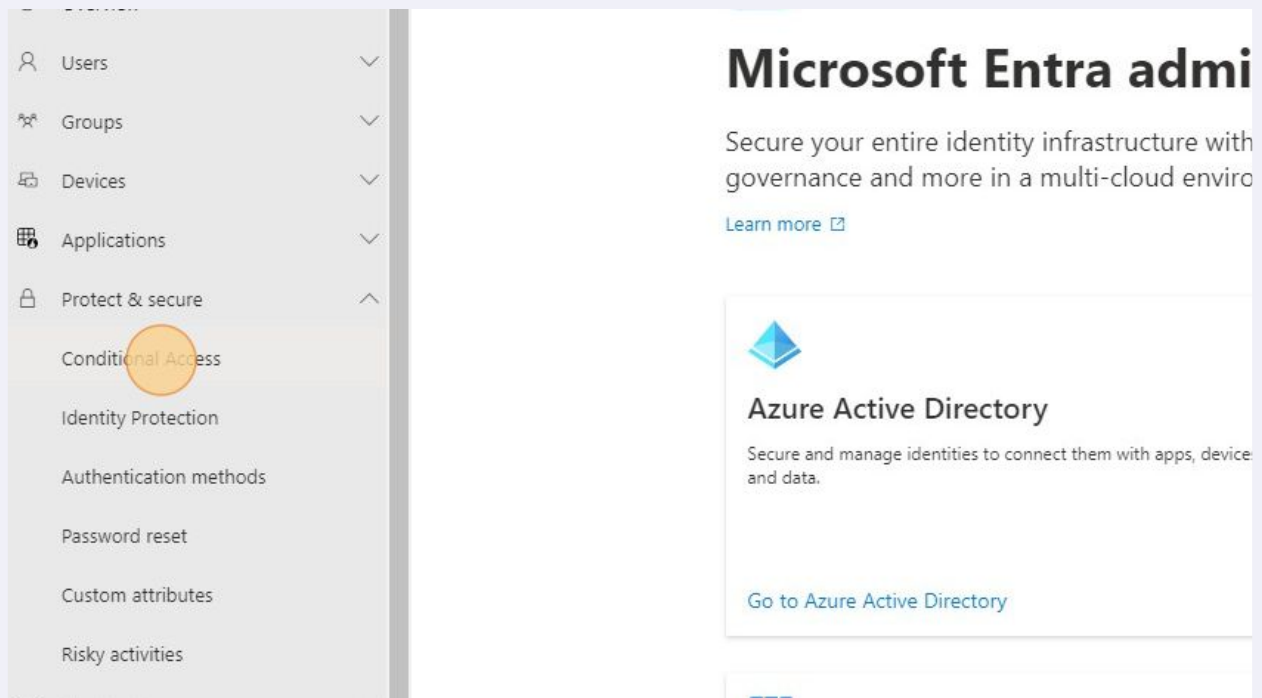 Users
Groups
Devices
Applications
Protect & secure
Conditional Access
Identity Protection
Authentication methods
Password reset
Custom attributes
Risky activities
Microsoft Entra admi
Secure your entire identity infrastructure with
governance and more in a multi-cloud enviro
Learn more
Azure Active Directory
Secure and manage identities to connect them with apps, device
and data.
Go to Azure Active Directory